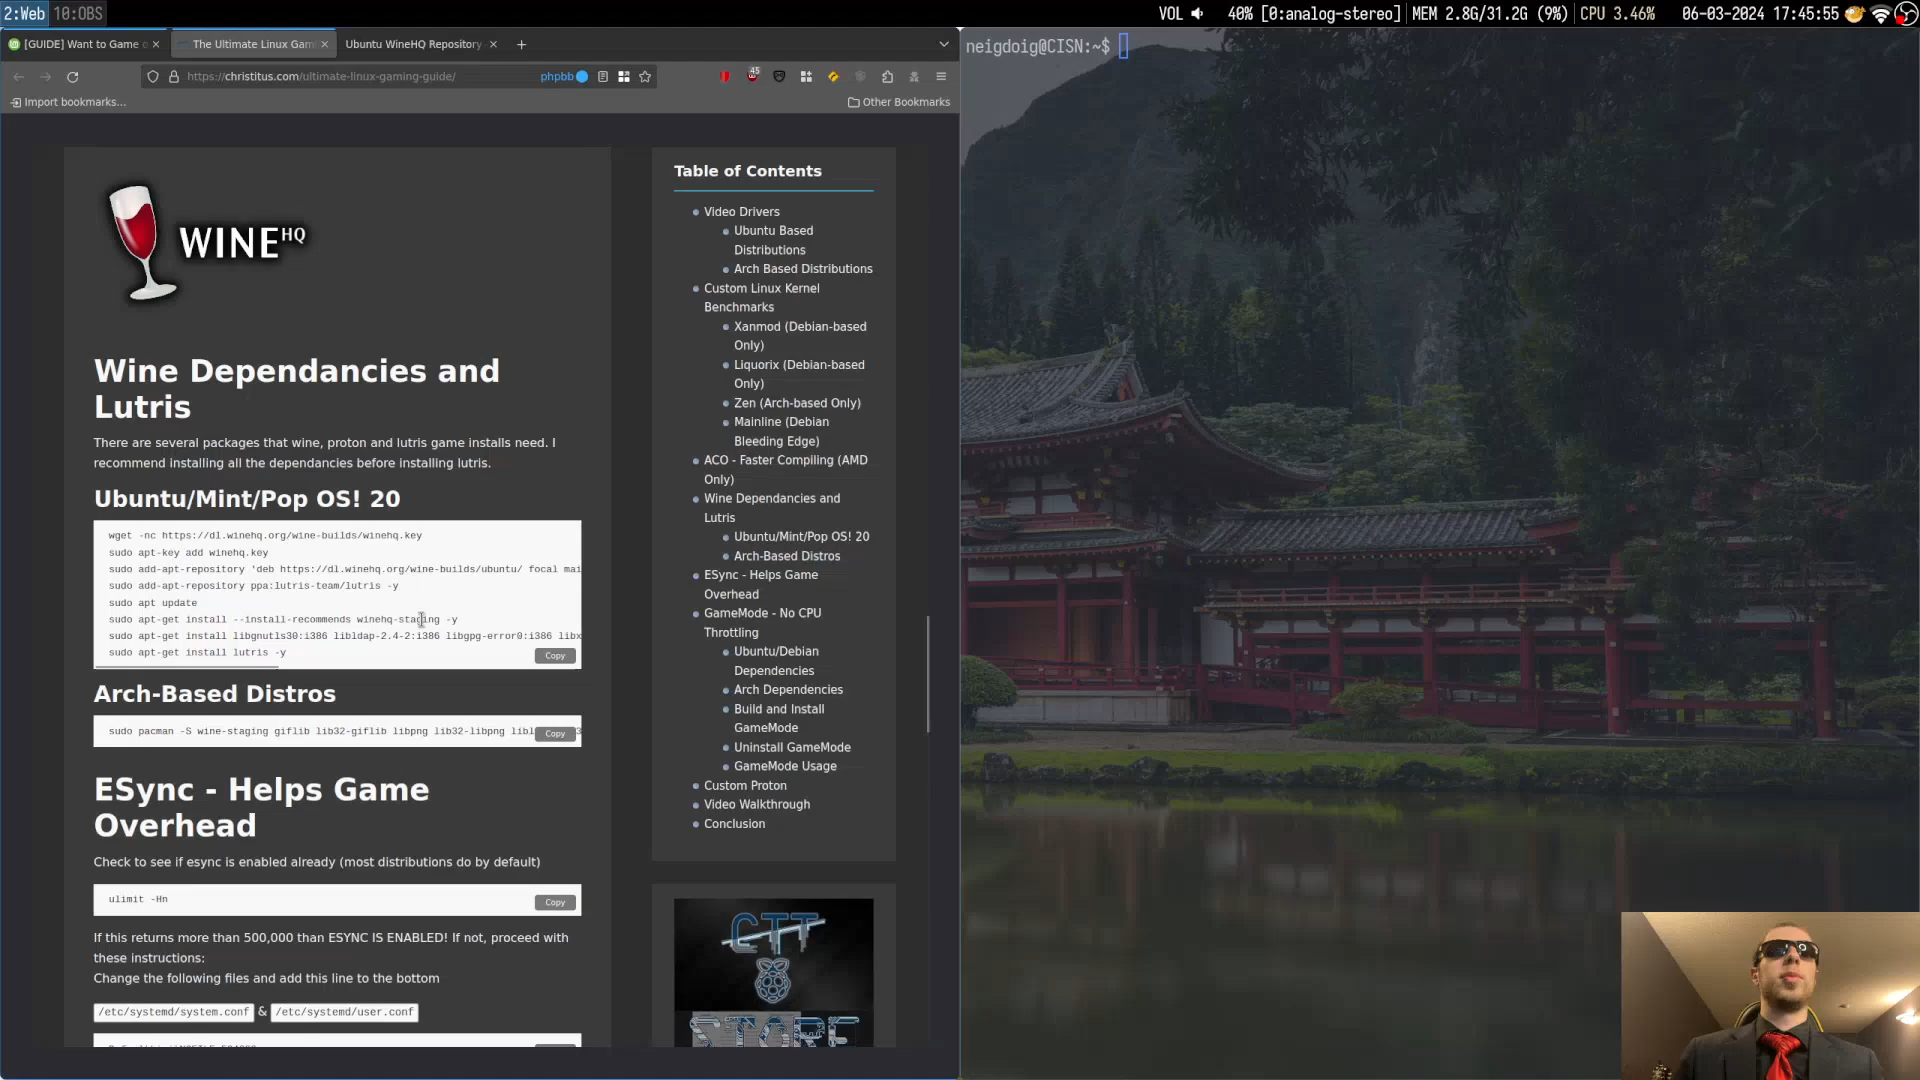 2:Web 10:OBS
VOL 40% [0:analog-stereo] MEM 2.8G/31.2G (9%) CPU 3.46% 06-03-2024 17:45:55
[GUIDE] Want to Game o
The Ultimate Linux Gam
Ubuntu WineHQ Repository
https://christitus.com/ultimate-linux-gaming-guide/
phpbb
45
Import bookmarks...
Other Bookmarks
WINE HQ
Wine Dependancies and
Lutris
There are several packages that wine, proton and lutris game installs need. I
recommend installing all the dependancies before installing lutris.
Ubuntu/Mint/Pop OS! 20
wget -nc https://dl.winehq.org/wine-builds/winehq.key
sudo apt-key add winehq.key
sudo add-apt-repository 'deb https://dl.winehq.org/wine-builds/ubuntu/ focal mai
sudo add-apt-repository ppa:lutris-team/lutris -y
sudo apt update
sudo apt-get install --install-recommends winehq-staging -y
sudo apt-get install libgnutls30:i386 libldap-2.4-2:i386 libgpg-error0:i386 libx
sudo apt-get install lutris -y
Copy
Arch-Based Distros
sudo pacman -S wine-staging giflib lib32-giflib libpng lib32-libpng libl
Copy
ESync - Helps Game
Overhead
Check to see if esync is enabled already (most distributions do by default)
ulimit -Hn
Copy
If this returns more than 500,000 than ESYNC IS ENABLED! If not, proceed with
these instructions:
Change the following files and add this line to the bottom
/etc/systemd/system.conf & /etc/systemd/user.conf
Table of Contents
Video Drivers
Ubuntu Based
Distributions
Arch Based Distributions
Custom Linux Kernel
Benchmarks
Xanmod (Debian-based
Only)
Liquorix (Debian-based
Only)
Zen (Arch-based Only)
Mainline (Debian
Bleeding Edge)
ACO - Faster Compiling (AMD
Only)
Wine Dependancies and
Lutris
Ubuntu/Mint/Pop OS! 20
Arch-Based Distros
ESync - Helps Game
Overhead
GameMode - No CPU
Throttling
Ubuntu/Debian
Dependencies
Arch Dependencies
Build and Install
GameMode
Uninstall GameMode
GameMode Usage
Custom Proton
Video Walkthrough
Conclusion
CTT
STORE
neigdoig@CISN:~$